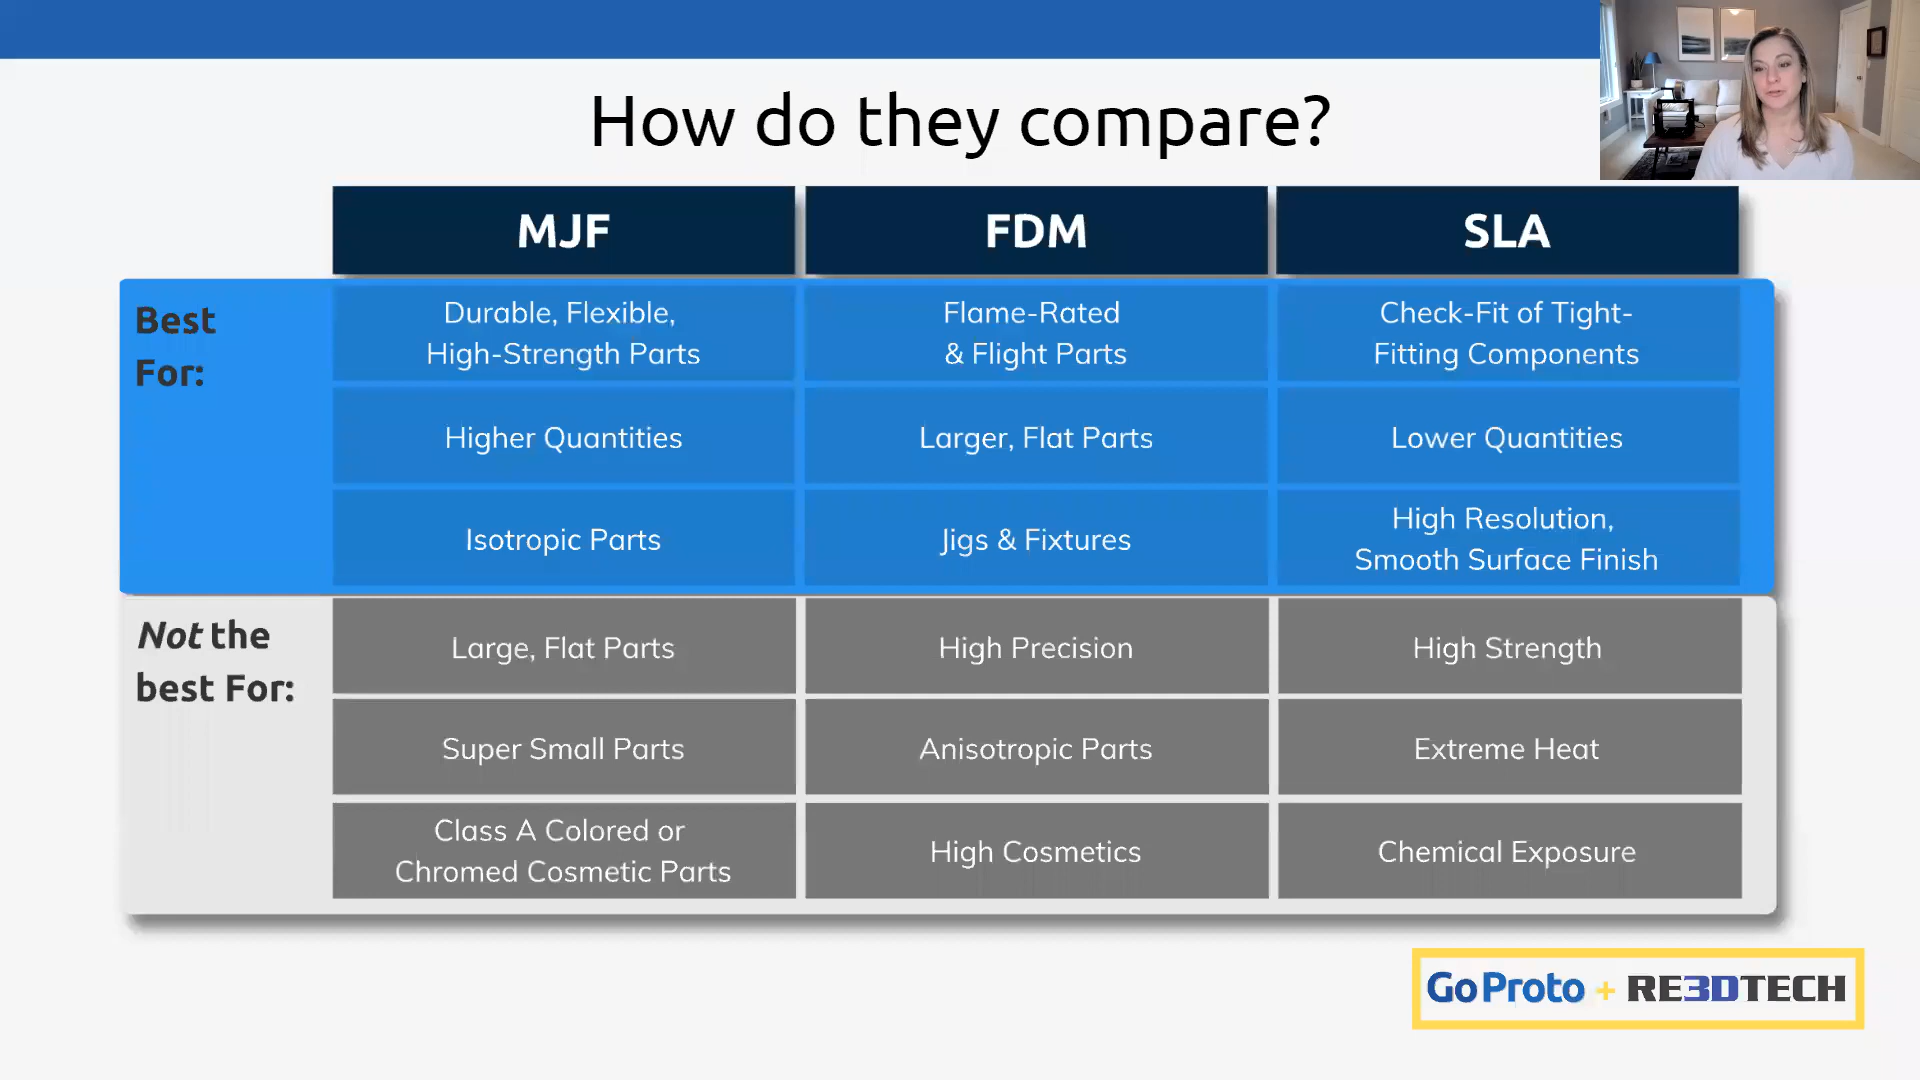 How do they compare?
MJF
FDM
SLA
Best
For:
Durable, Flexible,
High-Strength Parts
Flame-Rated
& Flight Parts
Check-Fit of Tight-
Fitting Components
Higher Quantities
Larger, Flat Parts
Lower Quantities
Isotropic Parts
Jigs & Fixtures
High Resolution,
Smooth Surface Finish
Not the
best For:
Large, Flat Parts
High Precision
High Strength
Super Small Parts
Anisotropic Parts
Extreme Heat
Class A Colored or
Chromed Cosmetic Parts
High Cosmetics
Chemical Exposure
GoProto + RE3DTECH